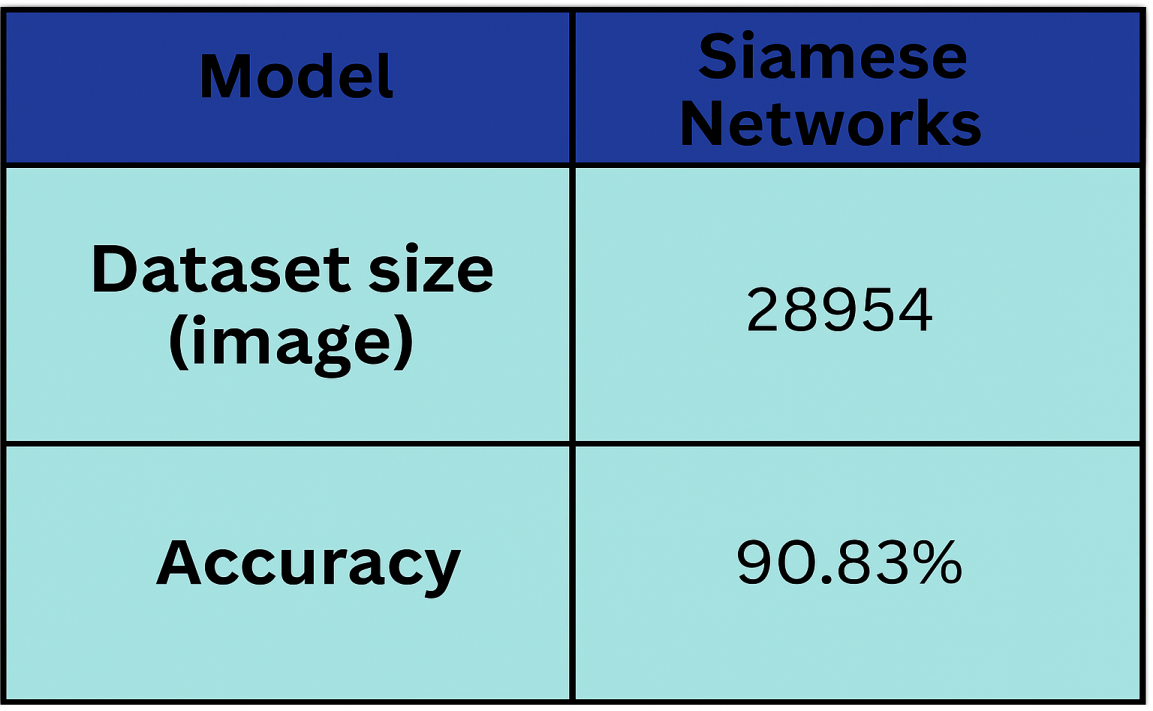 Model
Siamese
Networks
Dataset size
(image)
28954
Accuracy
90.83%